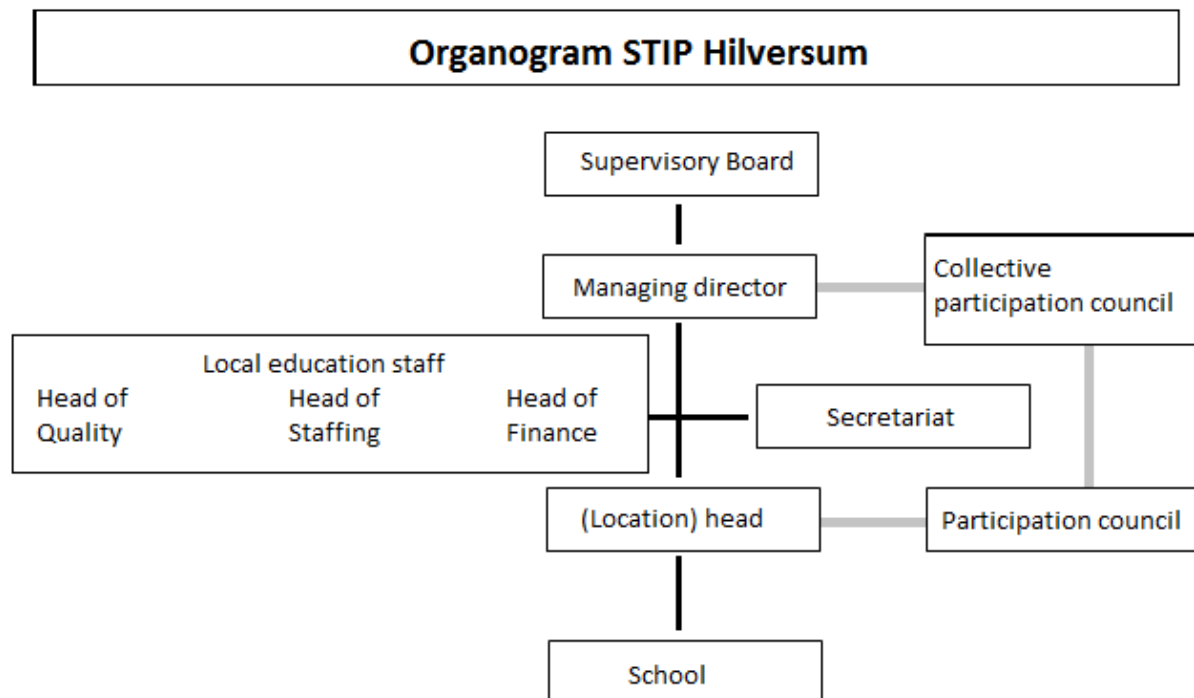 Organogram STIP Hilversum
Supervisory Board
Managing director
Collective
participation council
Local education staff
Head of
Quality
Head of
Staffing
Head of
Finance
Secretariat
(Location) head
Participation council
School